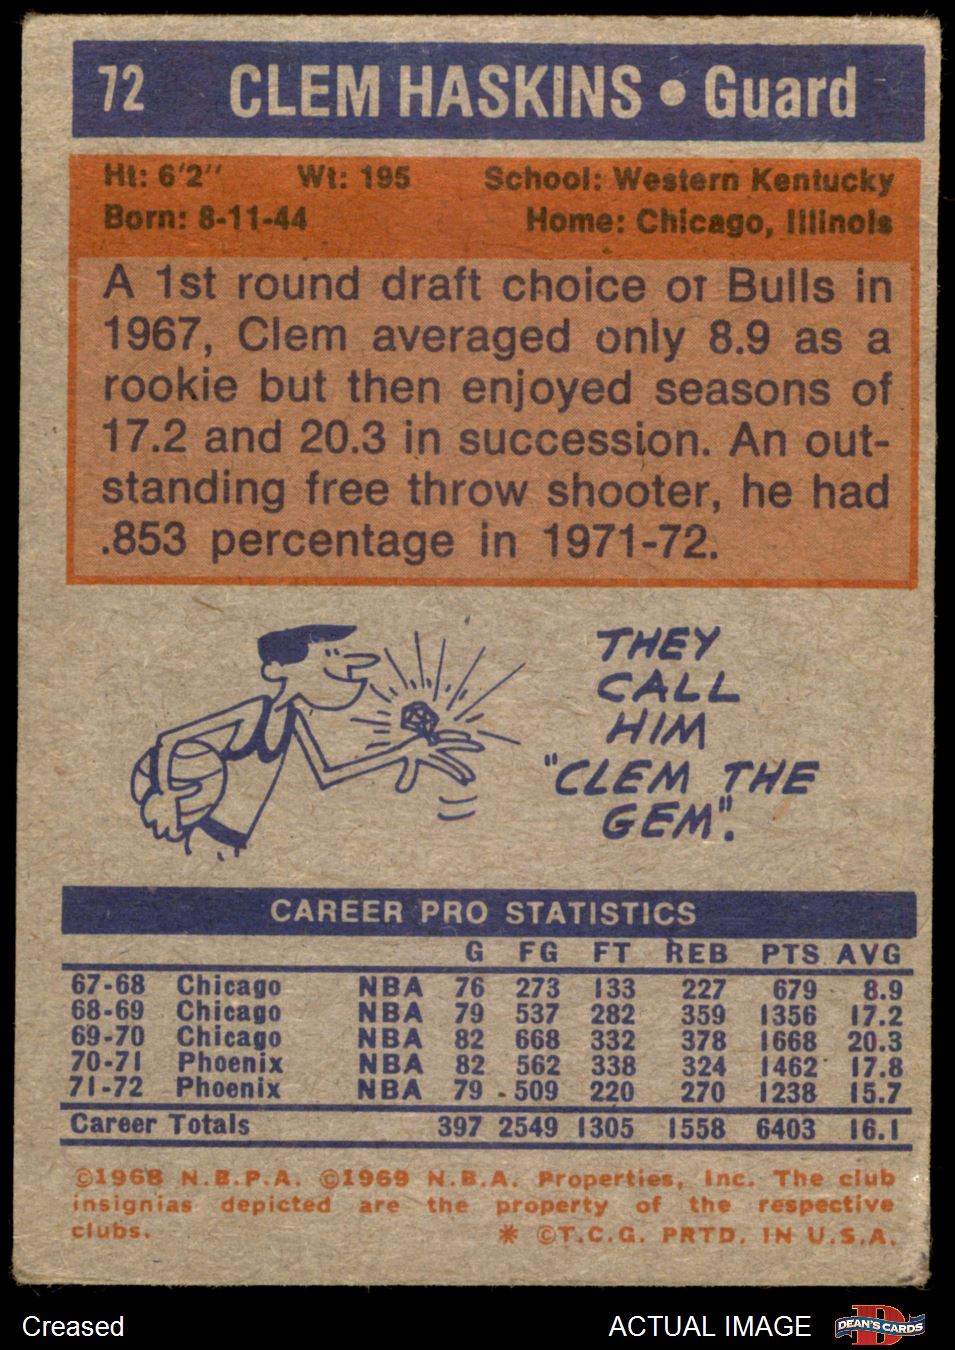 72 CLEM HASKINS • Guard
Ht: 6'2" Wt: 195 School: Western Kentucky
Born: 8-11-44 Home: Chicago, Illinois
A 1st round draft choice of Bulls in
1967, Clem averaged only 8.9 as a
rookie but then enjoyed seasons of
17.2 and 20.3 in succession. An out-
standing free throw shooter, he had
.853 percentage in 1971-72.
THEY
CALL
HIM
"CLEM THE
GEM".
CAREER PRO STATISTICS
G FG FT REB PTS AVG
67-68 Chicago NBA 76 273 133 227 679 8.9
68-69 Chicago NBA 79 537 282 359 1356 17.2
69-70 Chicago NBA 82 668 332 378 1668 20.3
70-71 Phoenix NBA 82 562 338 324 1462 17.8
71-72 Phoenix NBA 79 509 220 270 1238 15.7
Career Totals 397 2549 1305 1558 6403 16.1
©1968 N.B.P.A. ©1969 N.B.A. Properties, Inc. The club
insignias depicted are the property of the respective
clubs. * ©T.C.G. PRTD. IN U.S.A.
Creased ACTUAL IMAGE DEAN'S CARDS